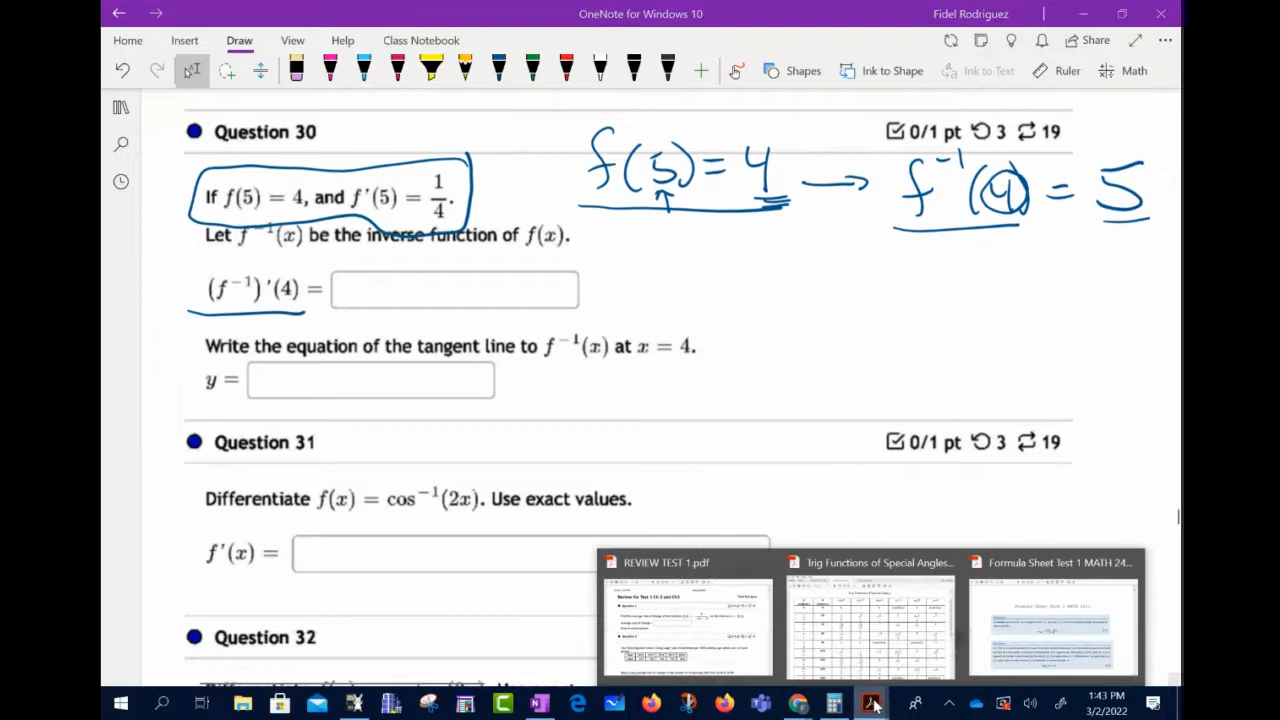 OneNote for Windows 10
Fidel Rodriguez
Home Insert Draw View Help Class Notebook
Share
Shapes Ink to Shape Ink to Text Ruler Math
Question 30
0/1 pt 3 19
f(5) = 4 → f⁻¹(4) = 5
If f(5) = 4, and f'(5) = 1/4.
Let f⁻¹(x) be the inverse function of f(x).
(f⁻¹)'(4) =
Write the equation of the tangent line to f⁻¹(x) at x = 4.
y =
Question 31
0/1 pt 3 19
Differentiate f(x) = cos⁻¹(2x). Use exact values.
f'(x) =
REVIEW TEST 1.pdf
Trig Functions of Special Angles...
Formula Sheet Test 1 MATH 24...
Question 32
1:43 PM
3/2/2022